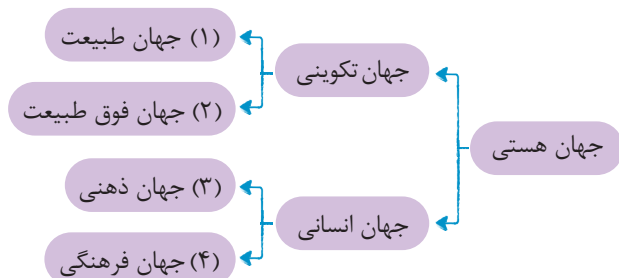 جهان هستی
جهان تکوینی
(۱) جهان طبیعت
(۲) جهان فوق طبیعت
جهان انسانی
(۳) جهان ذهنی
(۴) جهان فرهنگی